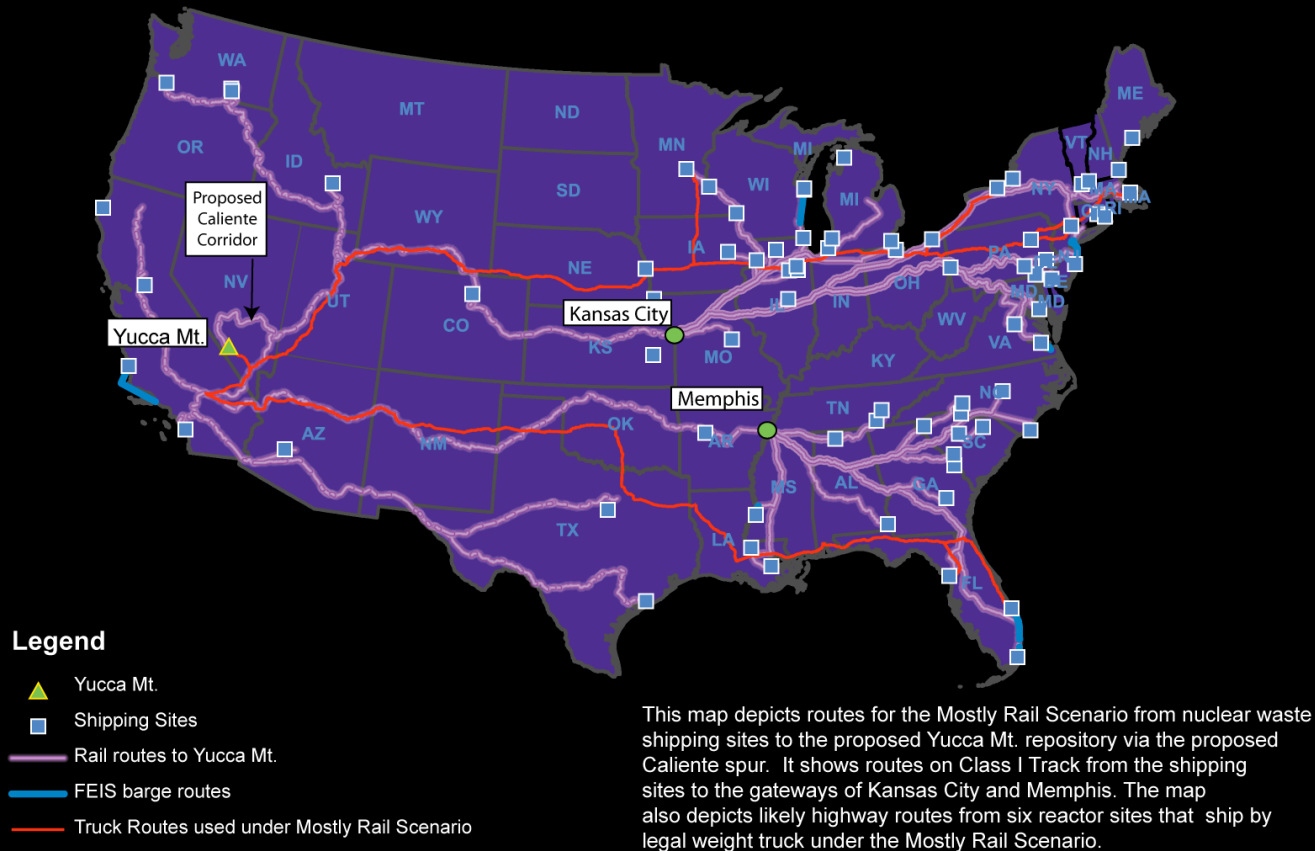 WA
MT
ND
MN
ME
OR
ID
VT
NH
MI
WI
SD
WY
MI
NY
MA
MA
RI
Proposed
Caliente
Corridor
IA
NE
PA
NV
UT
OH
IL
IN
MD
MD
Kansas City
CO
WV
VA
Yucca Mt.
KS
MO
KY
Memphis
NC
TN
OK
AZ
NM
AR
SC
MS
AL
GA
TX
LA
FL
Legend
Yucca Mt.
Shipping Sites
Rail routes to Yucca Mt.
FEIS barge routes
Truck Routes used under Mostly Rail Scenario
This map depicts routes for the Mostly Rail Scenario from nuclear waste
shipping sites to the proposed Yucca Mt. repository via the proposed
Caliente spur. It shows routes on Class I Track from the shipping
sites to the gateways of Kansas City and Memphis. The map
also depicts likely highway routes from six reactor sites that ship by
legal weight truck under the Mostly Rail Scenario.